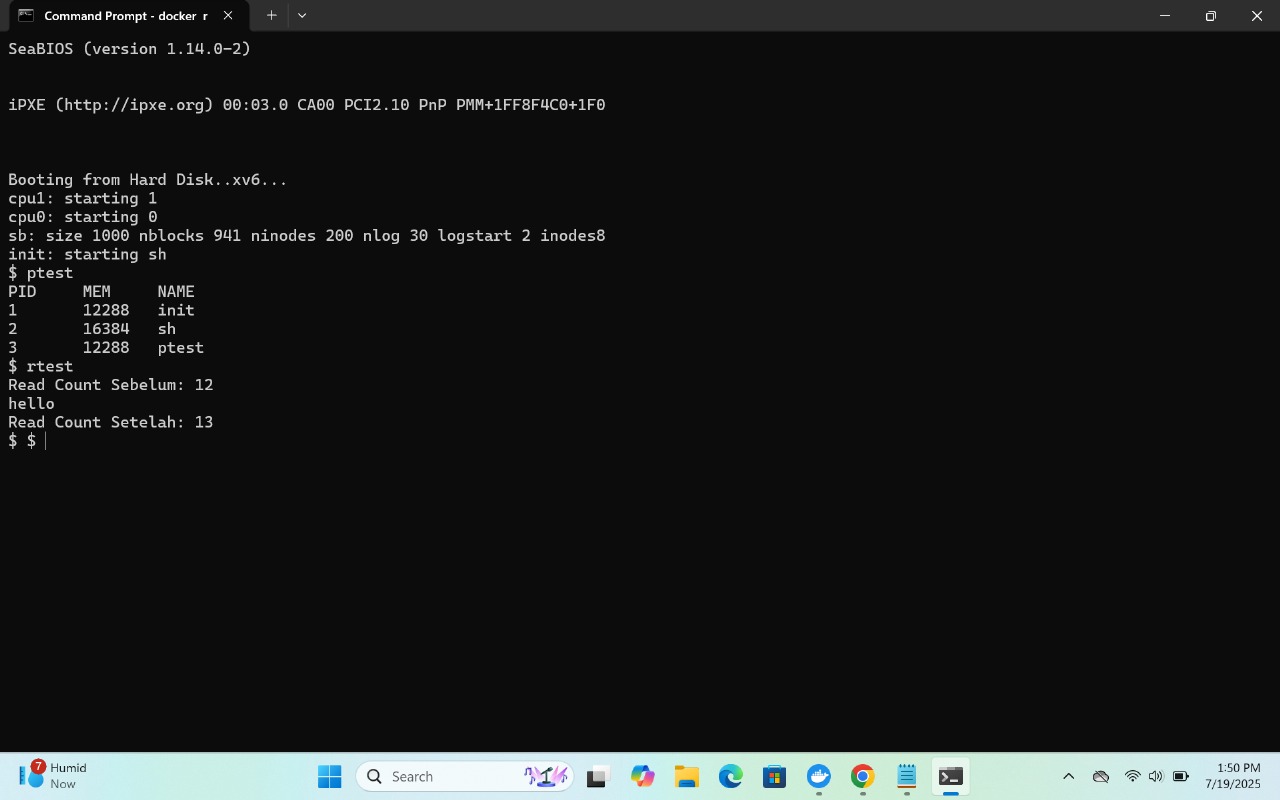 Command Prompt - docker r
SeaBIOS (version 1.14.0-2)
iPXE (http://ipxe.org) 00:03.0 CA00 PCI2.10 PnP PMM+1FF8F4C0+1F0
Booting from Hard Disk..xv6...
cpu1: starting 1
cpu0: starting 0
sb: size 1000 nblocks 941 ninodes 200 nlog 30 logstart 2 inodes8
init: starting sh
$ ptest
PID MEM NAME
1 12288 init
2 16384 sh
3 12288 ptest
$ rtest
Read Count Sebelum: 12
hello
Read Count Setelah: 13
$ $
7 Humid
Now
Search
1:50 PM
7/19/2025